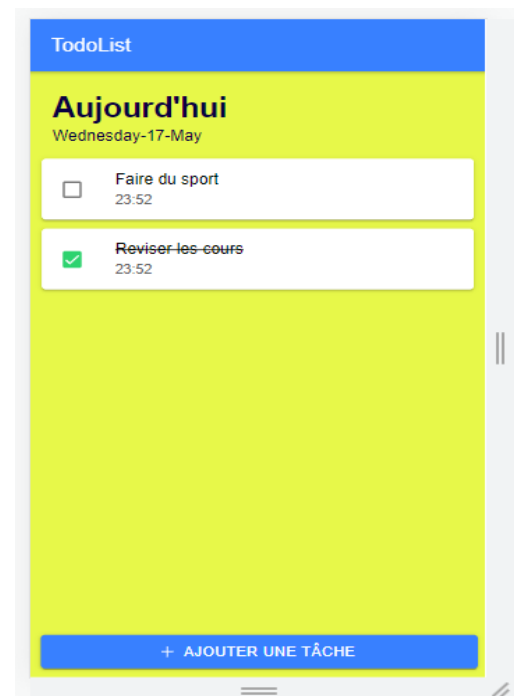 TodoList
Aujourd'hui
Wednesday-17-May
Faire du sport
23:52
Reviser les cours
23:52
+ AJOUTER UNE TÂCHE